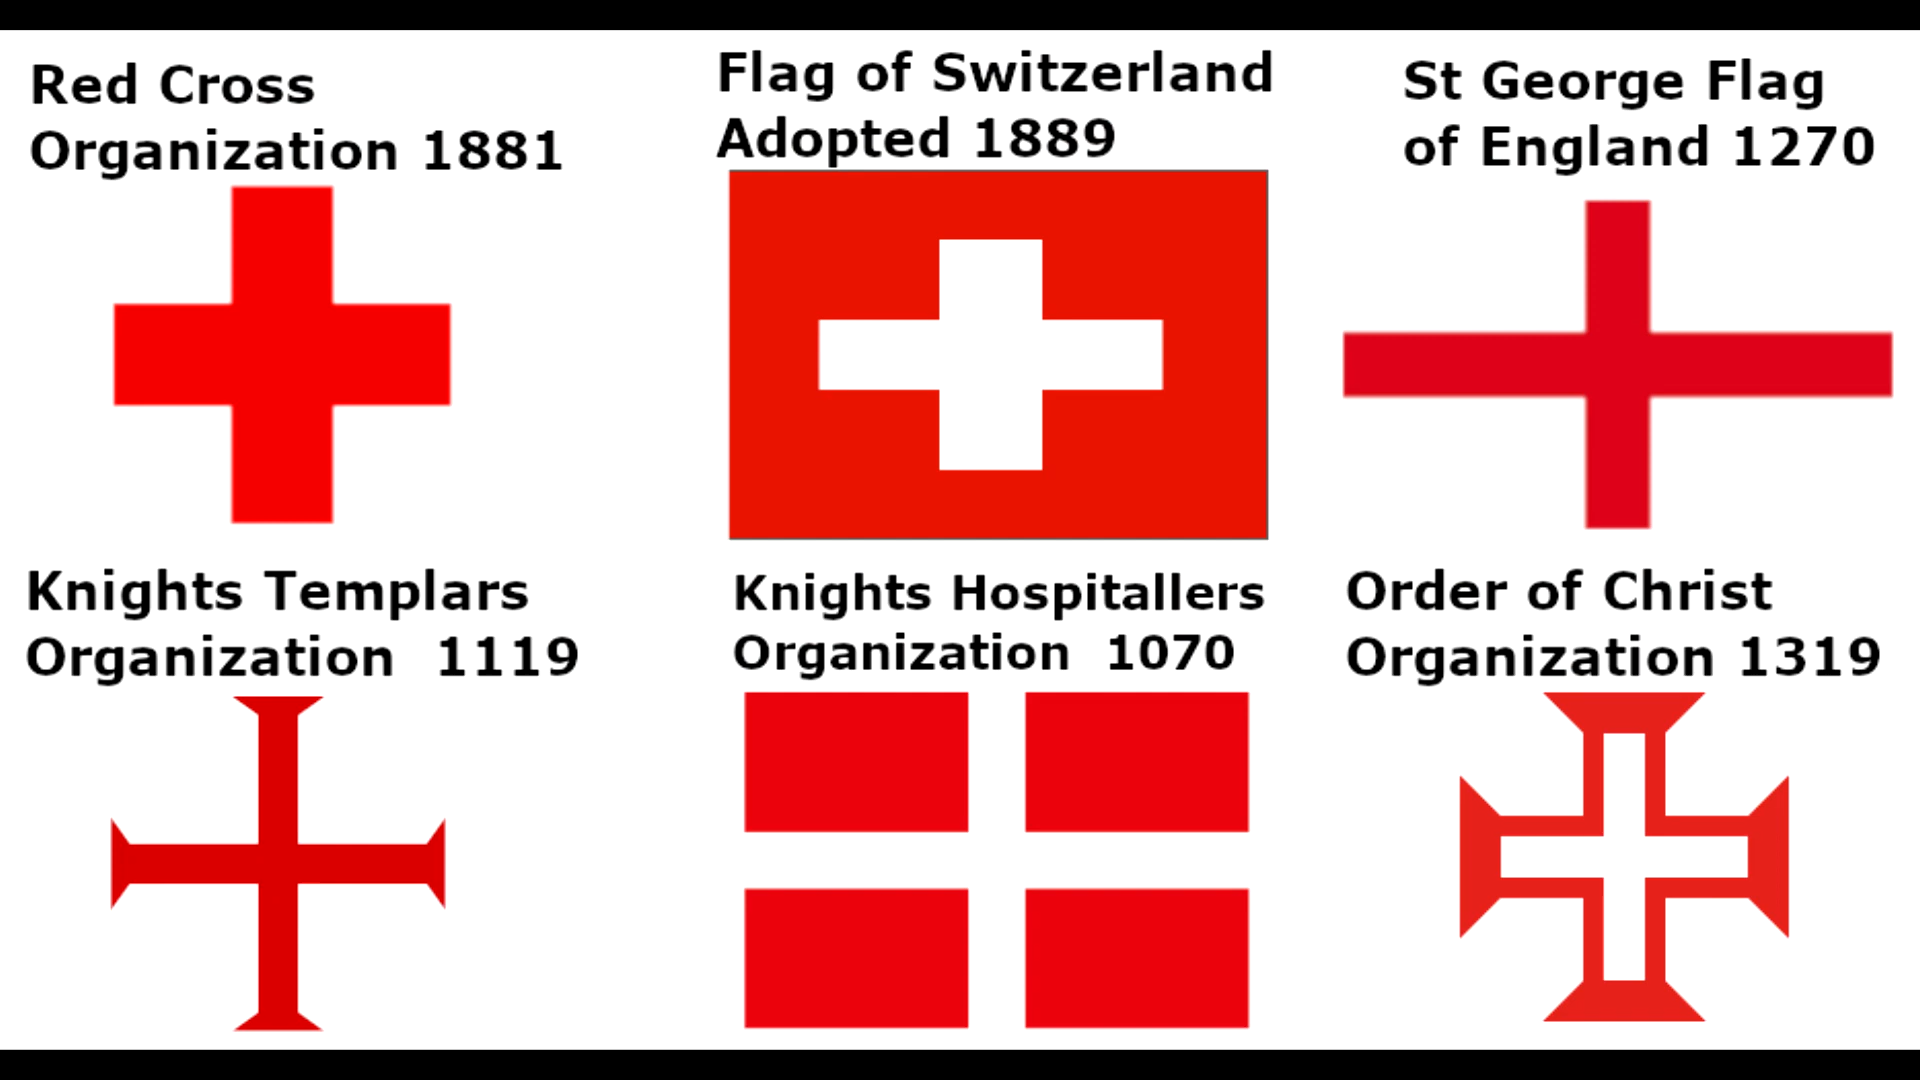 Red Cross
Organization 1881
Flag of Switzerland
Adopted 1889
St George Flag
of England 1270
Knights Templars
Organization 1119
Knights Hospitallers
Organization 1070
Order of Christ
Organization 1319